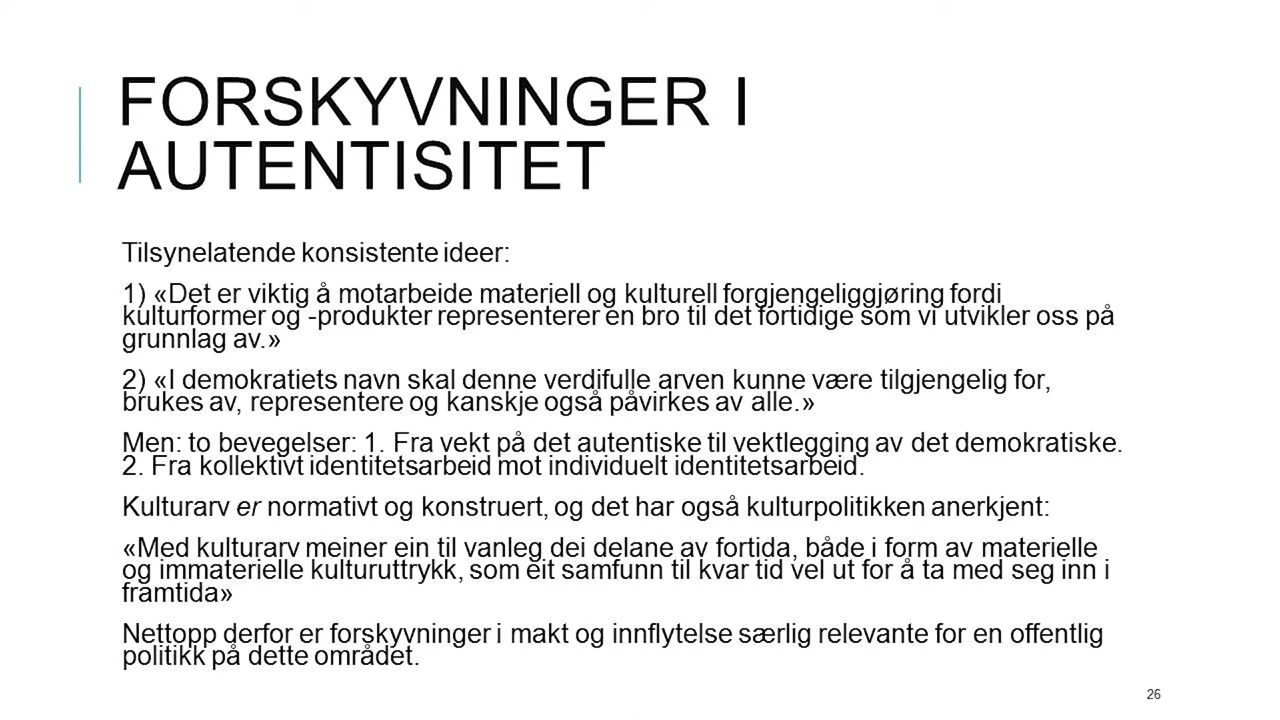 FORSKYVNINGER I
AUTENTISITET
Tilsynelatende konsistente ideer:
1) «Det er viktig å motarbeide materiell og kulturell forgjengeliggjøring fordi
kulturformer og -produkter representerer en bro til det fortidige som vi utvikler oss på
grunnlag av.»
2) «I demokratiets navn skal denne verdifulle arven kunne være tilgjengelig for,
brukes av, representere og kanskje også påvirkes av alle.»
Men: to bevegelser: 1. Fra vekt på det autentiske til vektlegging av det demokratiske.
2. Fra kollektivt identitetsarbeid mot individuelt identitetsarbeid.
Kulturarv er normativt og konstruert, og det har også kulturpolitikken anerkjent:
«Med kulturarv meiner ein til vanleg dei delane av fortida, både i form av materielle
og immaterielle kulturuttrykk, som eit samfunn til kvar tid vel ut for å ta med seg inn i
framtida»
Nettopp derfor er forskyvninger i makt og innflytelse særlig relevante for en offentlig
politikk på dette området.
26